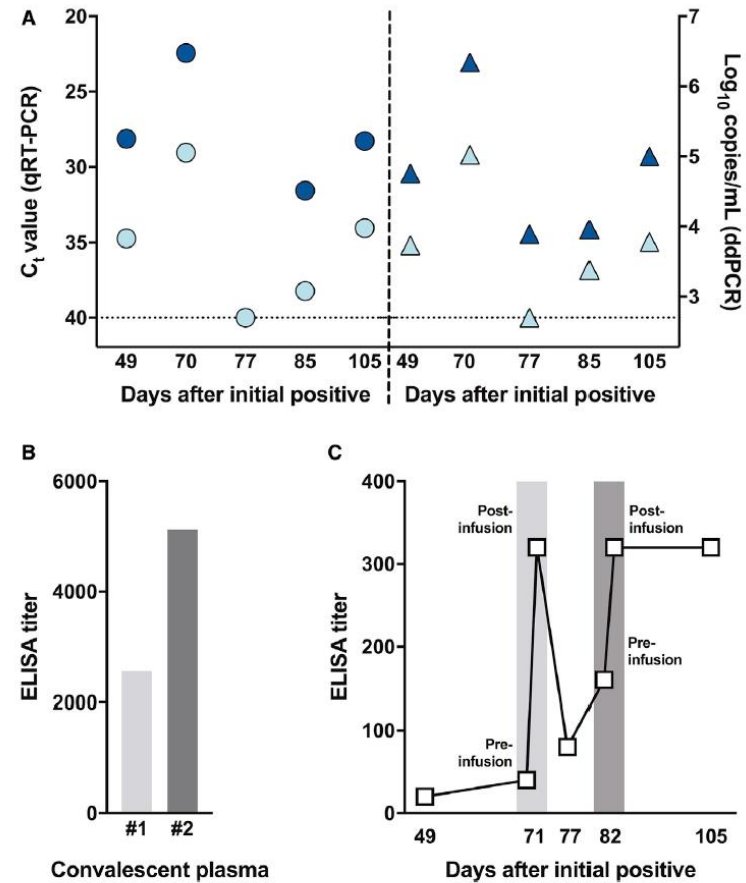 A
20
25
30
35
40
Ct value (qRT-PCR)
7
6
5
4
3
Log10 copies/mL (ddPCR)
49 70 77 85 105 49 70 77 85 105
Days after initial positive Days after initial positive
B
6000
4000
2000
0
ELISA titer
#1 #2
Convalescent plasma
C
400
300
200
100
0
ELISA titer
Post-
infusion
Post-
infusion
Pre-
infusion
Pre-
infusion
49 71 77 82 105
Days after initial positive